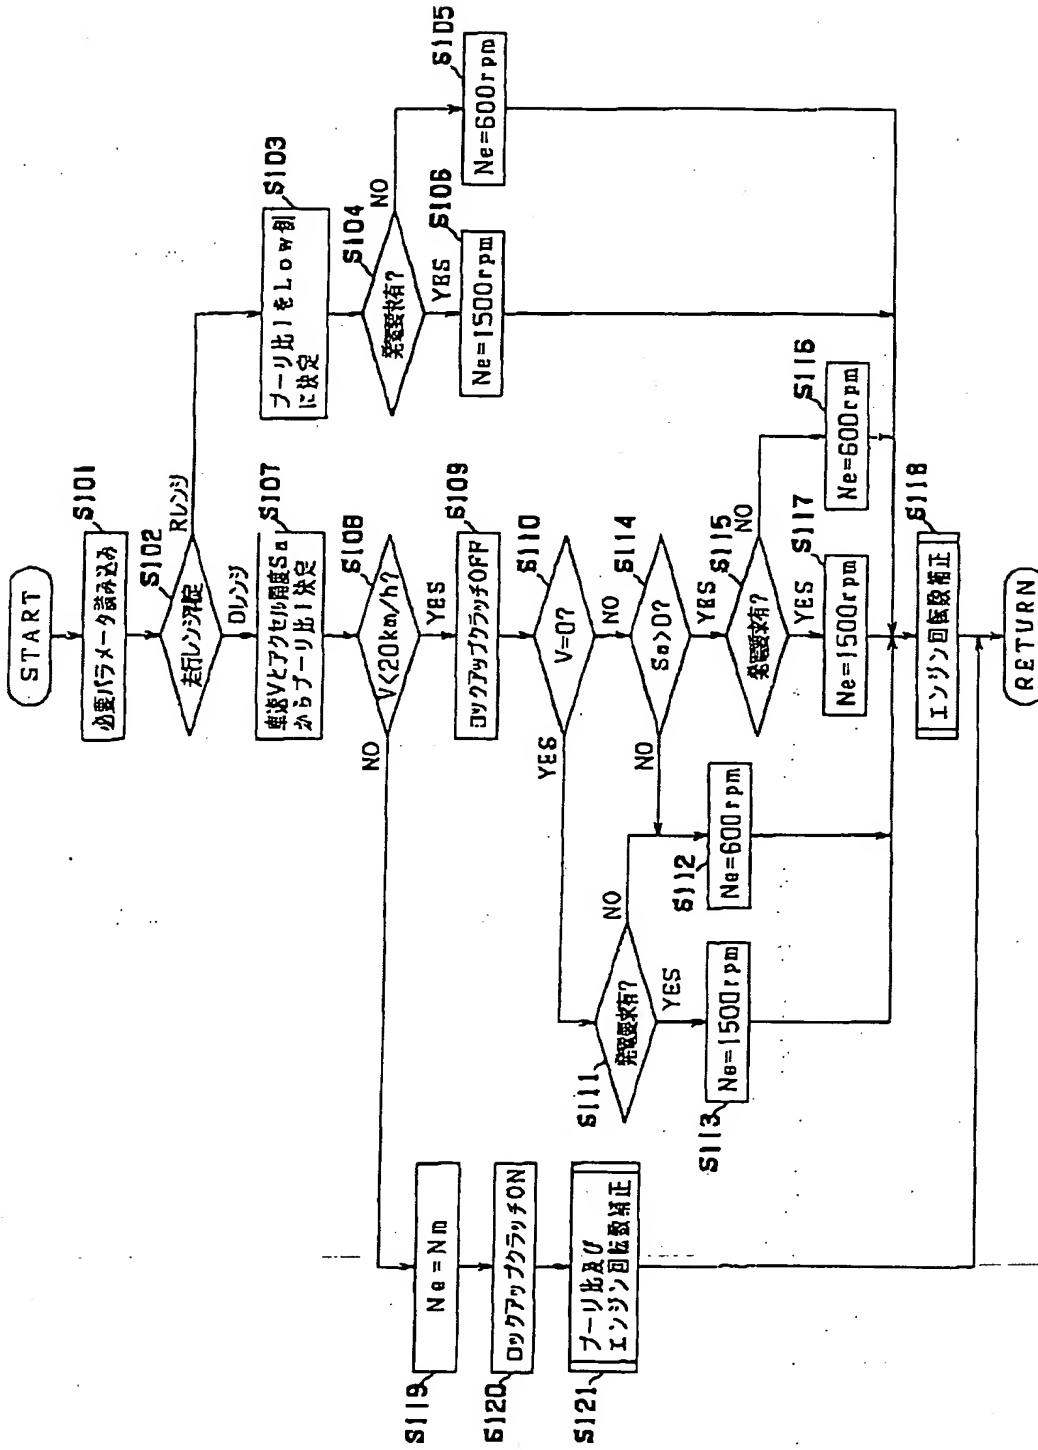 START
S101
必要パラメータ読み込み
S102
走行レンジ判定
Rレンジ
Dレンジ
S103
プーリ比IをLow側
に決定
S104
発電要求有?
NO
YES
S105
Ne=600rpm
S106
Ne=1500rpm
S107
車速Vとアクセル開度Sa
からプーリ比I決定
S108
V<20km/h?
NO
YES
S109
ロックアップクラッチOFF
S110
V=0?
YES
NO
S111
発電要求有?
NO
YES
S112
Ne=600rpm
S113
Ne=1500rpm
S114
Sa>0?
NO
YES
S115
発電要求有?
NO
YES
S116
Ne=600rpm
S117
Ne=1500rpm
S118
エンジン回転数補正
S119
Ne=Nm
S120
ロックアップクラッチON
S121
プーリ比及び
エンジン回転数補正
RETURN